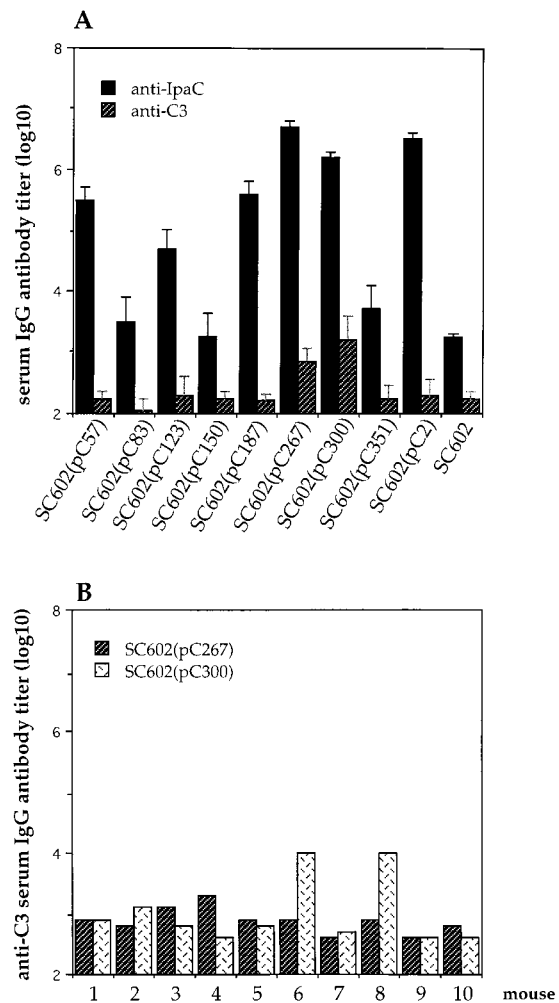 A
serum IgG antibody titer (log10)
8
6
4
2
anti-IpaC
anti-C3
SC602(pC57)
SC602(pC83)
SC602(pC123)
SC602(pC150)
SC602(pC187)
SC602(pC267)
SC602(pC300)
SC602(pC351)
SC602(pC2)
SC602
B
anti-C3 serum IgG antibody titer (log10)
8
6
4
2
SC602(pC267)
SC602(pC300)
1 2 3 4 5 6 7 8 9 10 mouse